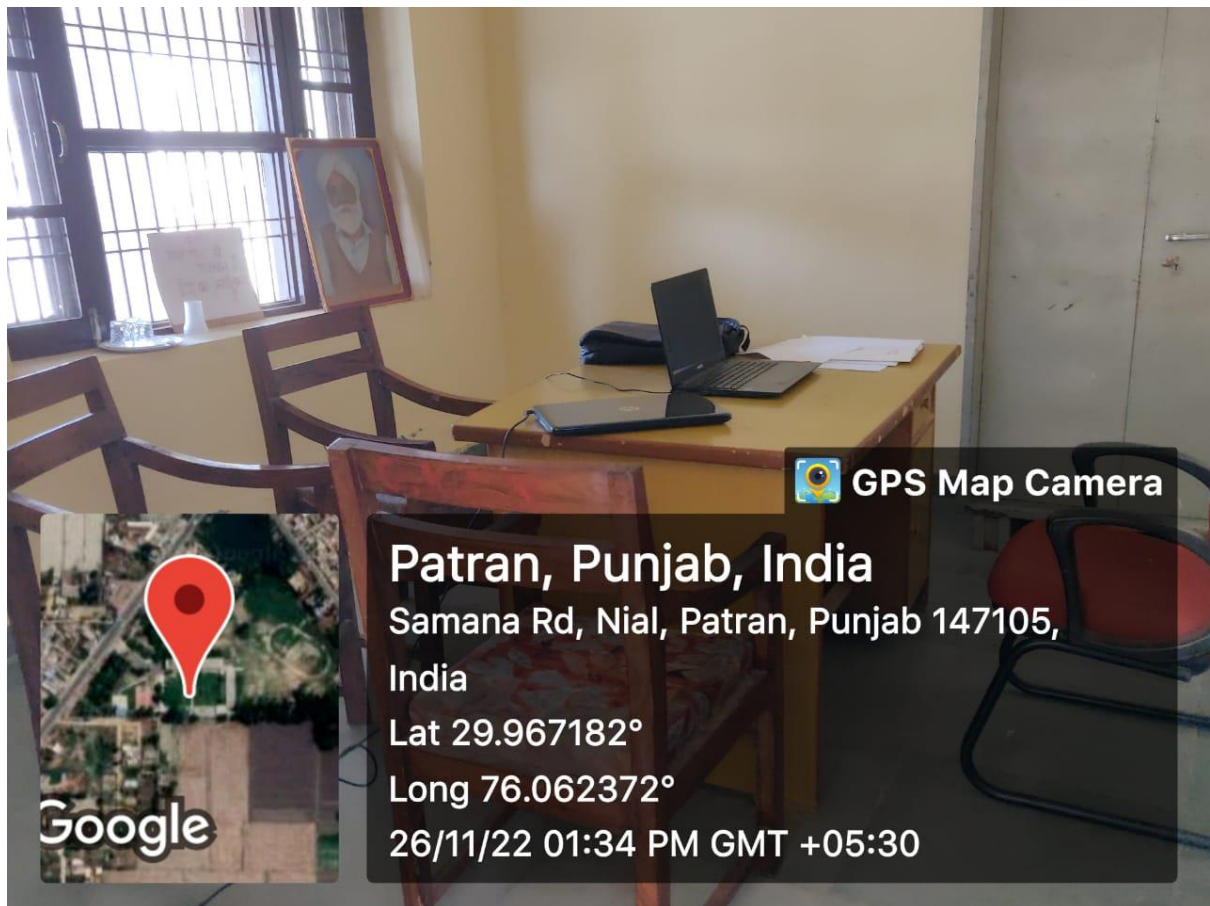 GPS Map Camera
Patran, Punjab, India
Samana Rd, Nial, Patran, Punjab 147105,
India
Lat 29.967182°
Long 76.062372°
26/11/22 01:34 PM GMT +05:30
Google